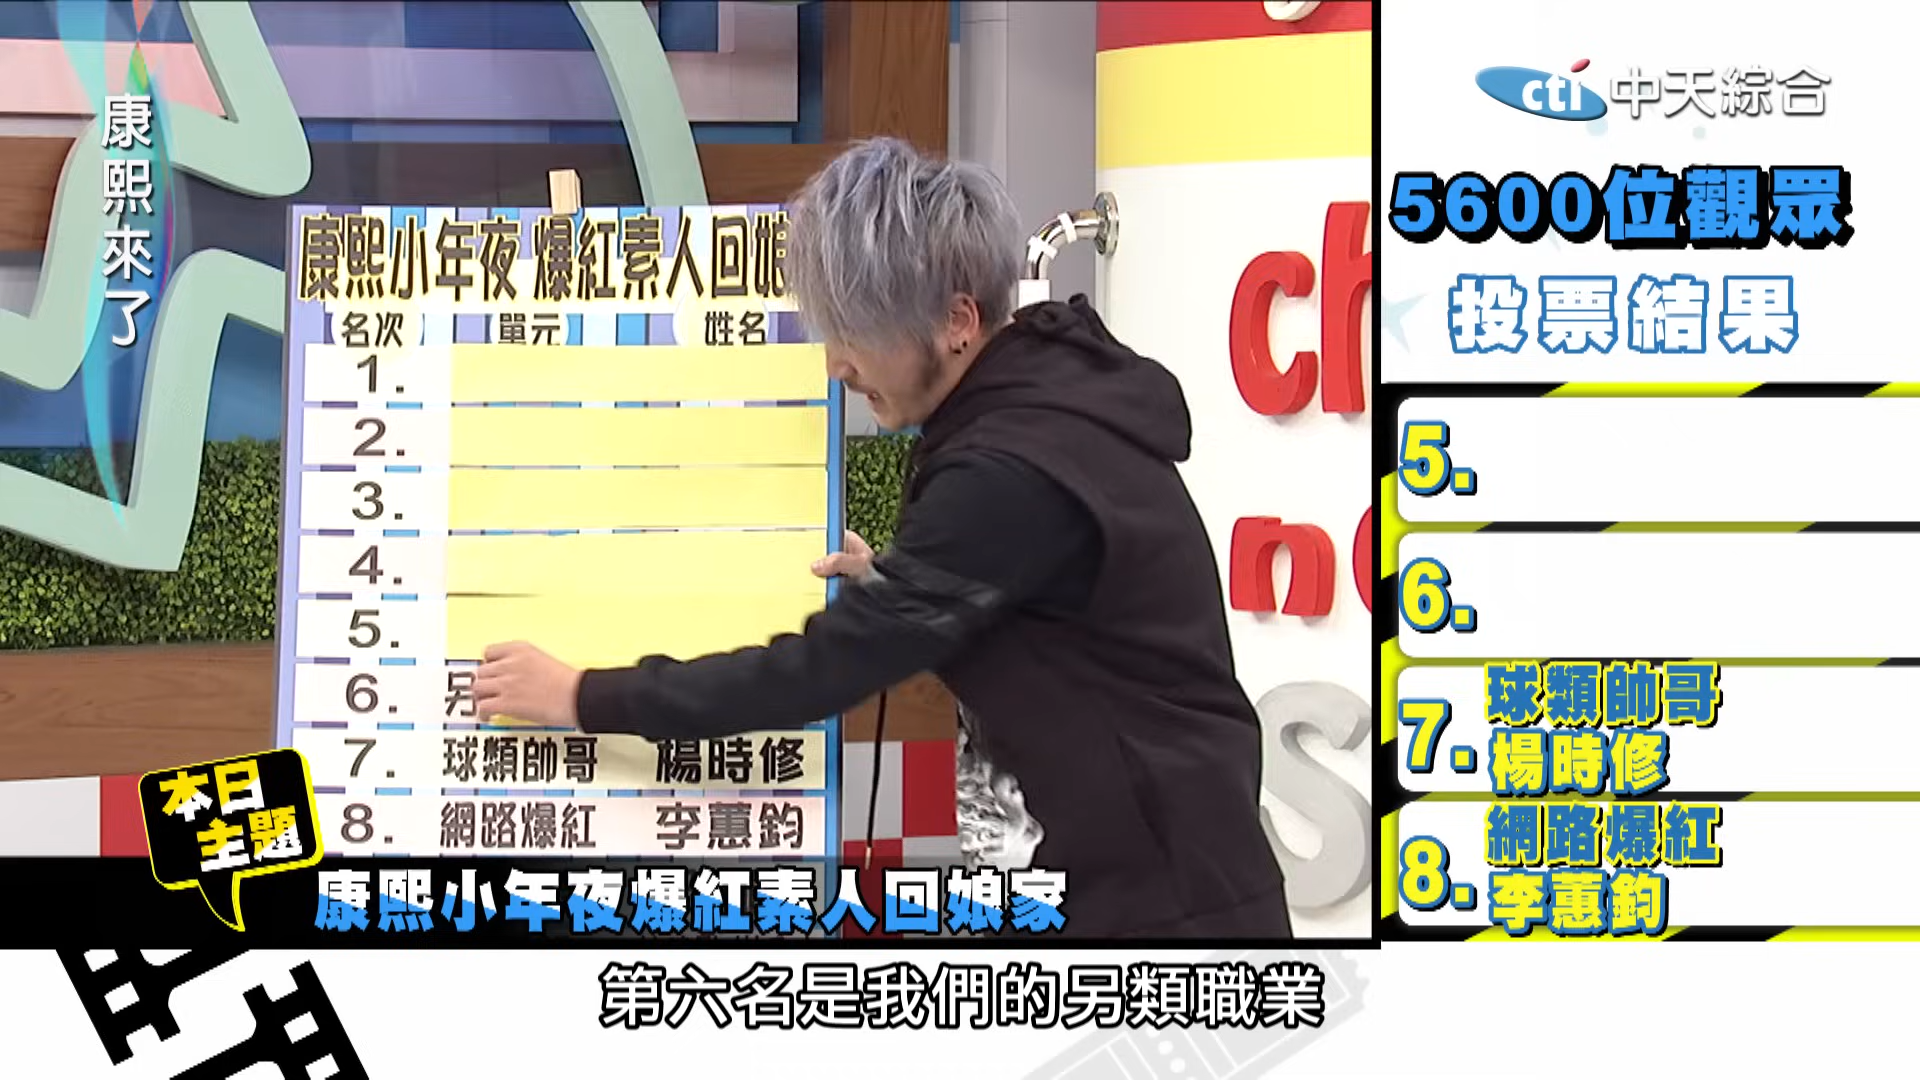 康熙來了
康熙小年夜 爆紅素人回娘
名次 單元 姓名
1.
2.
3.
4.
5.
6. 另
7. 球類帥哥 楊時修
8. 網路爆紅 李蕙鈞
ch
n
s
本日
主題
康熙小年夜爆紅素人回娘家
第六名是我們的另類職業
cti 中天綜合
5600位觀眾
投票結果
5.
6.
7. 球類帥哥
楊時修
8. 網路爆紅
李蕙鈞